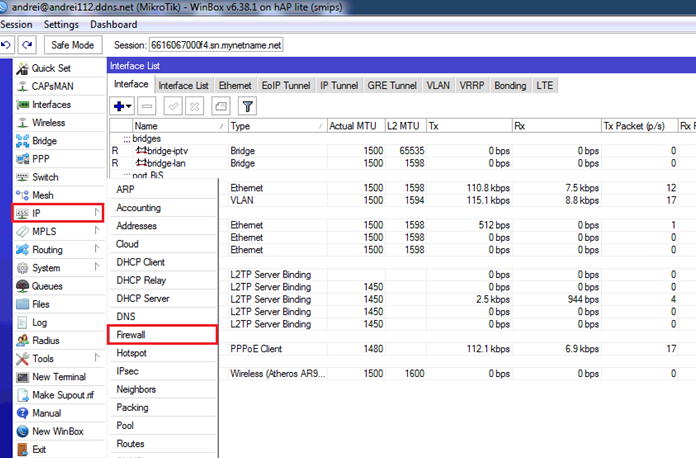 andrei@andrei112.ddns.net (MikroTik) - WinBox v6.38.1 on hAP lite (smips)
Session Settings Dashboard
Safe Mode Session: 6616067000f4.sn.mynetname.net
Quick Set
CAPsMAN
Interfaces
Wireless
Bridge
PPP
Switch
Mesh
IP
MPLS
Routing
System
Queues
Files
Log
Radius
Tools
New Terminal
Make Supout.rif
Manual
New WinBox
Exit
ARP
Accounting
Addresses
Cloud
DHCP Client
DHCP Relay
DHCP Server
DNS
Firewall
Hotspot
IPsec
Neighbors
Packing
Pool
Routes
Interface List
Interface Interface List Ethernet EoIP Tunnel IP Tunnel GRE Tunnel VLAN VRRP Bonding LTE
Name Type Actual MTU L2 MTU Tx Rx Tx Packet (p/s) Rx P
;;; bridges
R bridge-iptv Bridge 1500 65535 0 bps 0 bps 0
R bridge-lan Bridge 1500 1598 0 bps 0 bps 0
;;; port BiS
Ethernet 1500 1598 110.8 kbps 7.5 kbps 12
VLAN 1500 1594 115.1 kbps 8.8 kbps 17
Ethernet 1500 1598 512 bps 0 bps 1
Ethernet 1500 1598 0 bps 0 bps 0
Ethernet 1500 1598 0 bps 0 bps 0
L2TP Server Binding 0 bps 0 bps 0
L2TP Server Binding 1450 0 bps 0 bps 0
L2TP Server Binding 1450 2.5 kbps 944 bps 4
L2TP Server Binding 1450 0 bps 0 bps 0
L2TP Server Binding 1450 0 bps 0 bps 0
PPPoE Client 1480 112.1 kbps 6.9 kbps 17
Wireless (Atheros AR9... 1500 1600 0 bps 0 bps 0